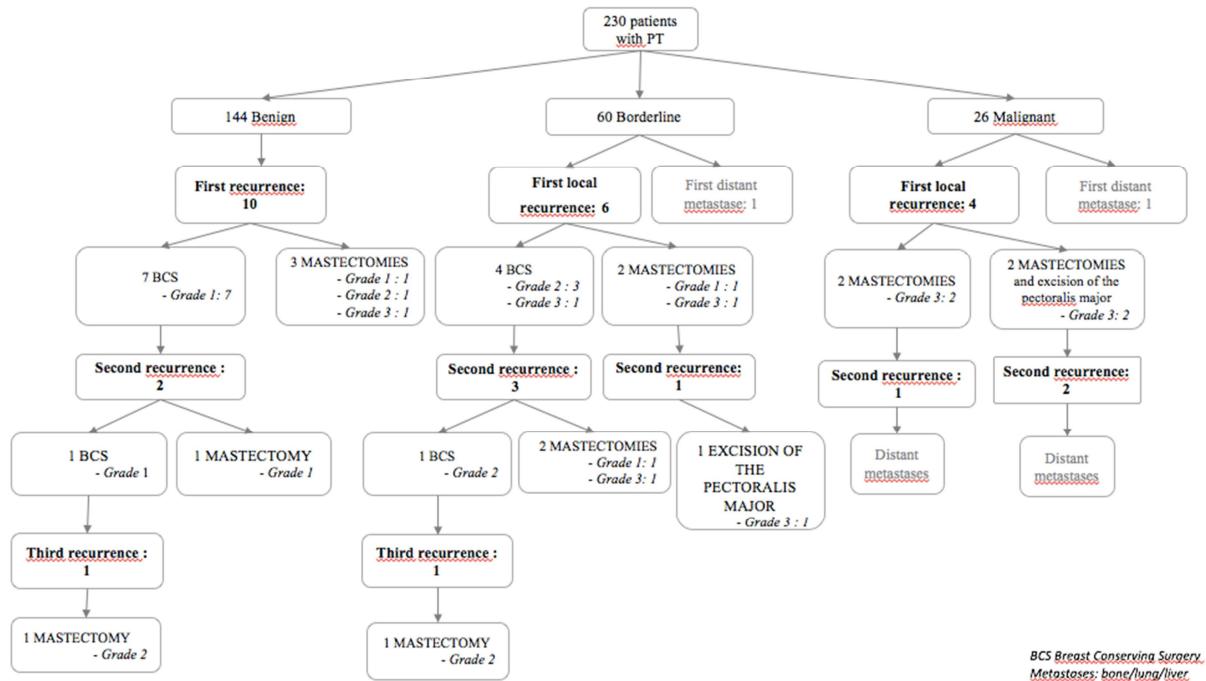 230 patients
with PT
144 Benign
60 Borderline
26 Malignant
First recurrence:
10
First local
recurrence: 6
First distant
metastase: 1
First local
recurrence: 4
First distant
metastase: 1
7 BCS
- Grade 1: 7
3 MASTECTOMIES
- Grade 1 : 1
- Grade 2 : 1
- Grade 3 : 1
4 BCS
- Grade 2 : 3
- Grade 3 : 1
2 MASTECTOMIES
- Grade 1 : 1
- Grade 3 : 1
2 MASTECTOMIES
- Grade 3: 2
2 MASTECTOMIES
and excision of the
pectoralis major
- Grade 3: 2
Second recurrence :
2
Second recurrence :
3
Second recurrence:
1
Second recurrence :
1
Second recurrence:
2
1 BCS
- Grade 1
1 MASTECTOMY
- Grade 1
1 BCS
- Grade 2
2 MASTECTOMIES
- Grade 1: 1
- Grade 3: 1
1 EXCISION OF
THE
PECTORALIS
MAJOR
- Grade 3 : 1
Distant
metastases
Distant
metastases
Third recurrence :
1
Third recurrence :
1
1 MASTECTOMY
- Grade 2
1 MASTECTOMY
- Grade 2
BCS Breast Conserving Surgery
Metastases: bone/lung/liver